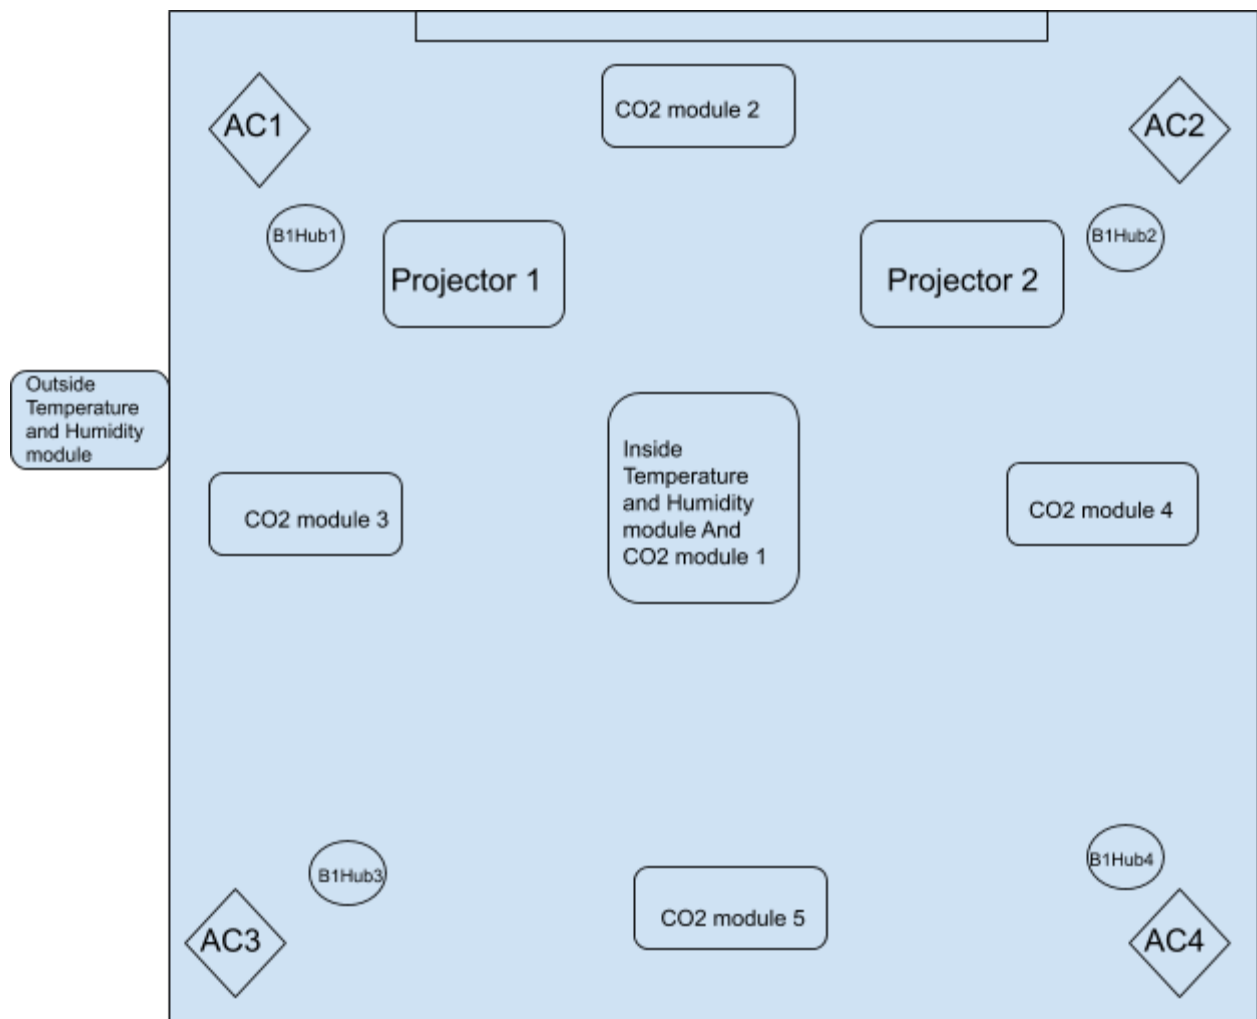 CO2 module 2
AC1
AC2
B1Hub1
B1Hub2
Projector 1
Projector 2
Outside
Temperature
and Humidity
module
Inside
Temperature
and Humidity
module And
CO2 module 1
CO2 module 3
CO2 module 4
B1Hub3
B1Hub4
CO2 module 5
AC3
AC4